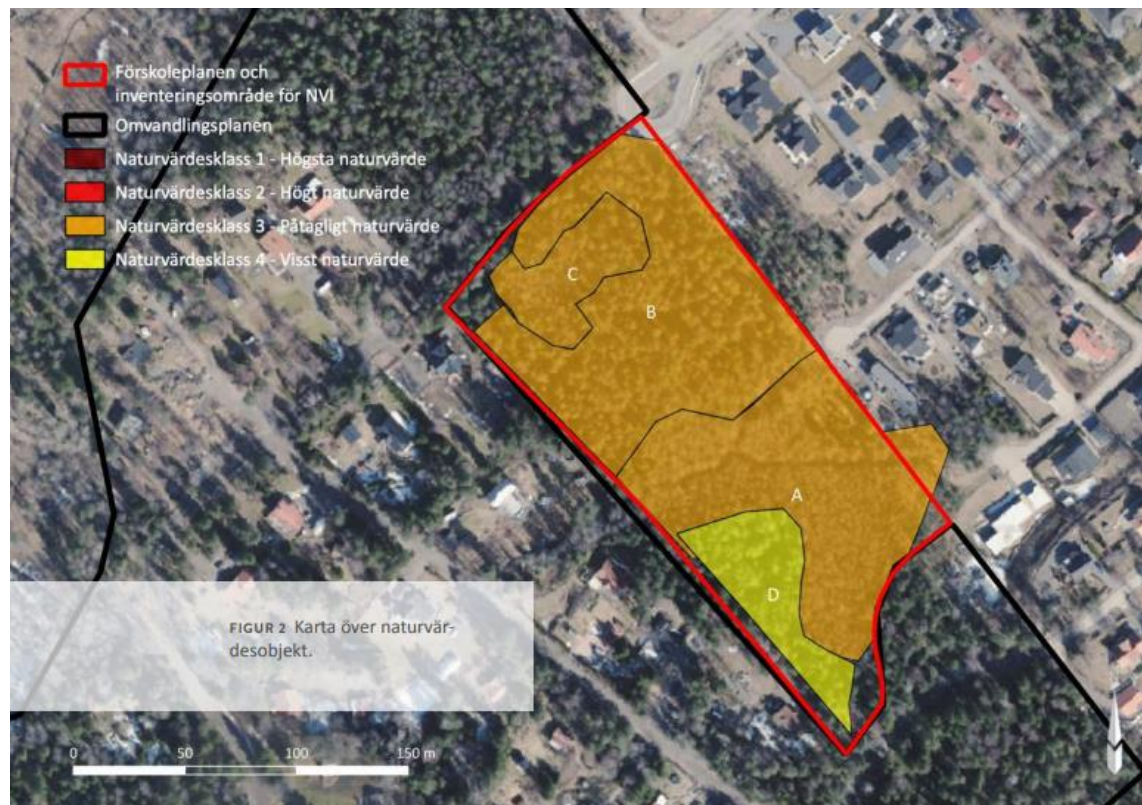 Förskoleplanen och
inventeringsområde för NVI
Omvandlingsplanen
Naturvärdesklass 1 - Högsta naturvärde
Naturvärdesklass 2 - Högt naturvärde
Naturvärdesklass 3 - Påtagligt naturvärde
Naturvärdesklass 4 - Visst naturvärde
C
B
A
D
FIGUR 2 Karta över naturvär-
desobjekt.
0 50 100 150 m